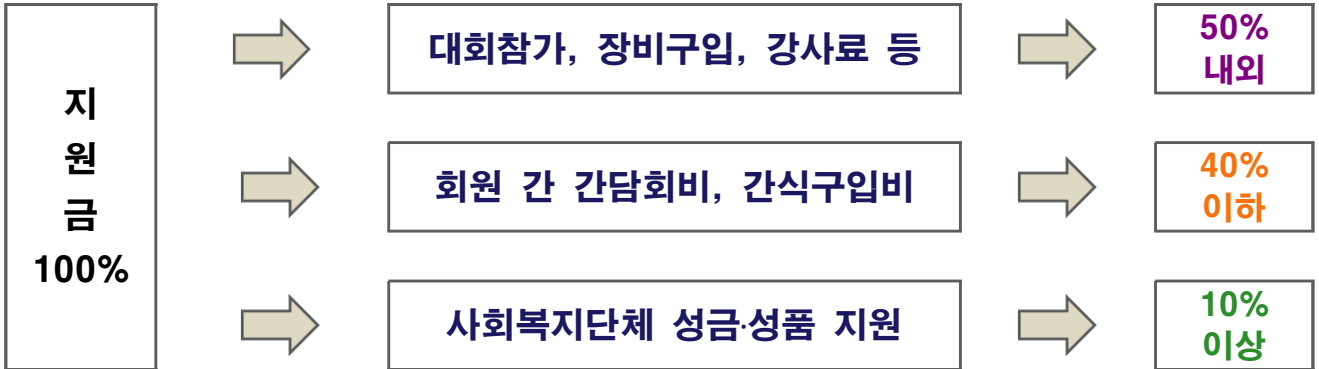 지
원
금
100%
대회참가, 장비구입, 강사료 등
50%
내외
회원 간 간담회비, 간식구입비
40%
이하
사회복지단체 성금·성품 지원
10%
이상